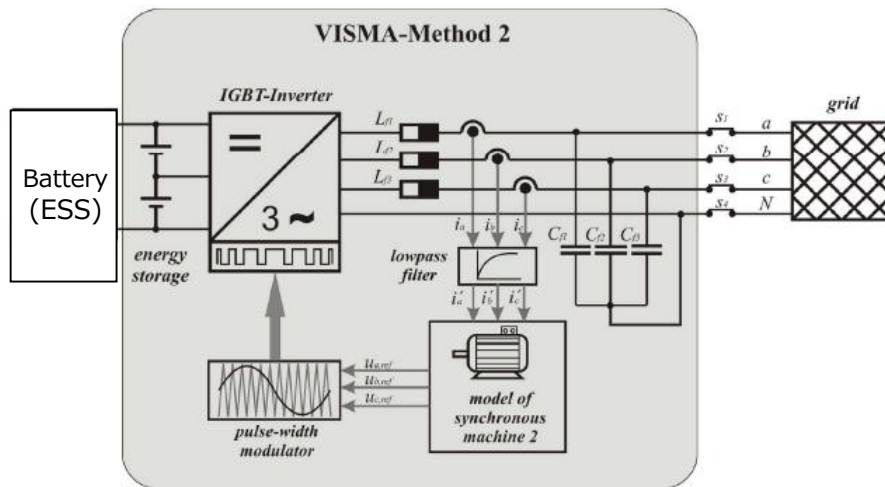 VISMA-Method 2
IGBT-Inverter
Battery
(ESS)
energy
storage
3 ~
Lf1
Lf3
s1
s2
s3
s4
a
b
c
N
grid
ia
ib
ic
Cf1
Cf2
Cf3
lowpass
filter
i'a
i'b
i'c
ua,ref
ub,ref
uc,ref
pulse-width
modulator
model of
synchronous
machine 2